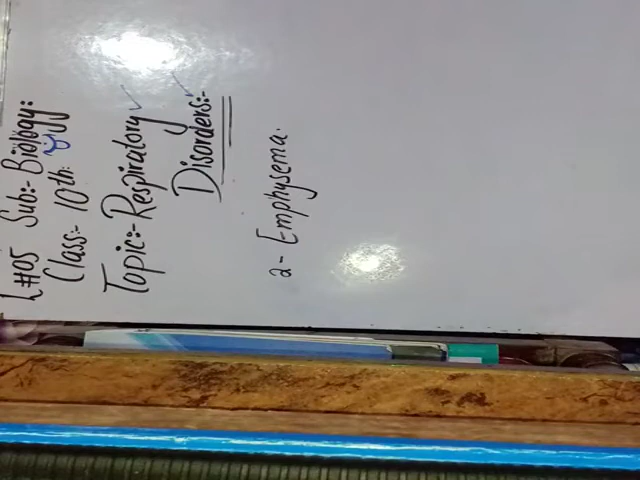 L#05 Sub:- Biology:
Class:- 10th:
Topic:- Respiratory
Disorders:-
2- Emphysema.